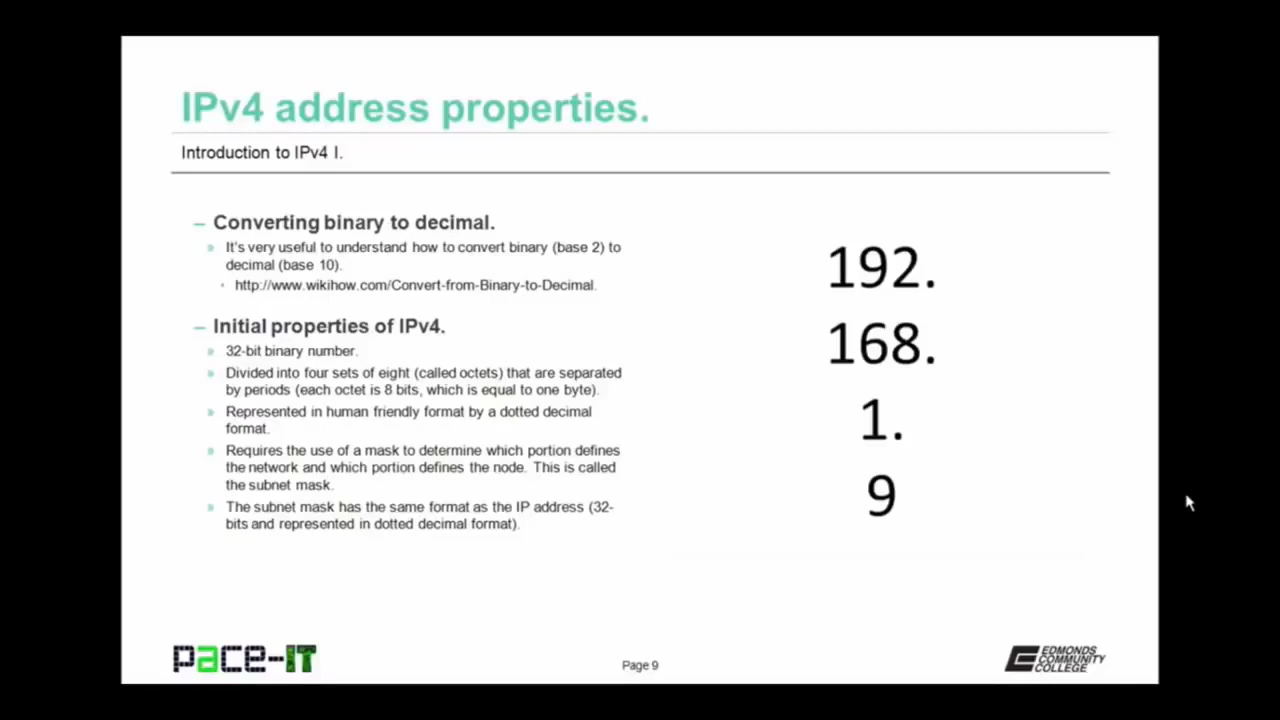 IPv4 address properties.
Introduction to IPv4 I.
– Converting binary to decimal.
» It's very useful to understand how to convert binary (base 2) to
decimal (base 10).
• http://www.wikihow.com/Convert-from-Binary-to-Decimal.
– Initial properties of IPv4.
» 32-bit binary number.
» Divided into four sets of eight (called octets) that are separated
by periods (each octet is 8 bits, which is equal to one byte).
» Represented in human friendly format by a dotted decimal
format.
» Requires the use of a mask to determine which portion defines
the network and which portion defines the node. This is called
the subnet mask.
» The subnet mask has the same format as the IP address (32-
bits and represented in dotted decimal format).
192.
168.
1.
9
pace-IT
Page 9
EDMONDS
COMMUNITY
COLLEGE